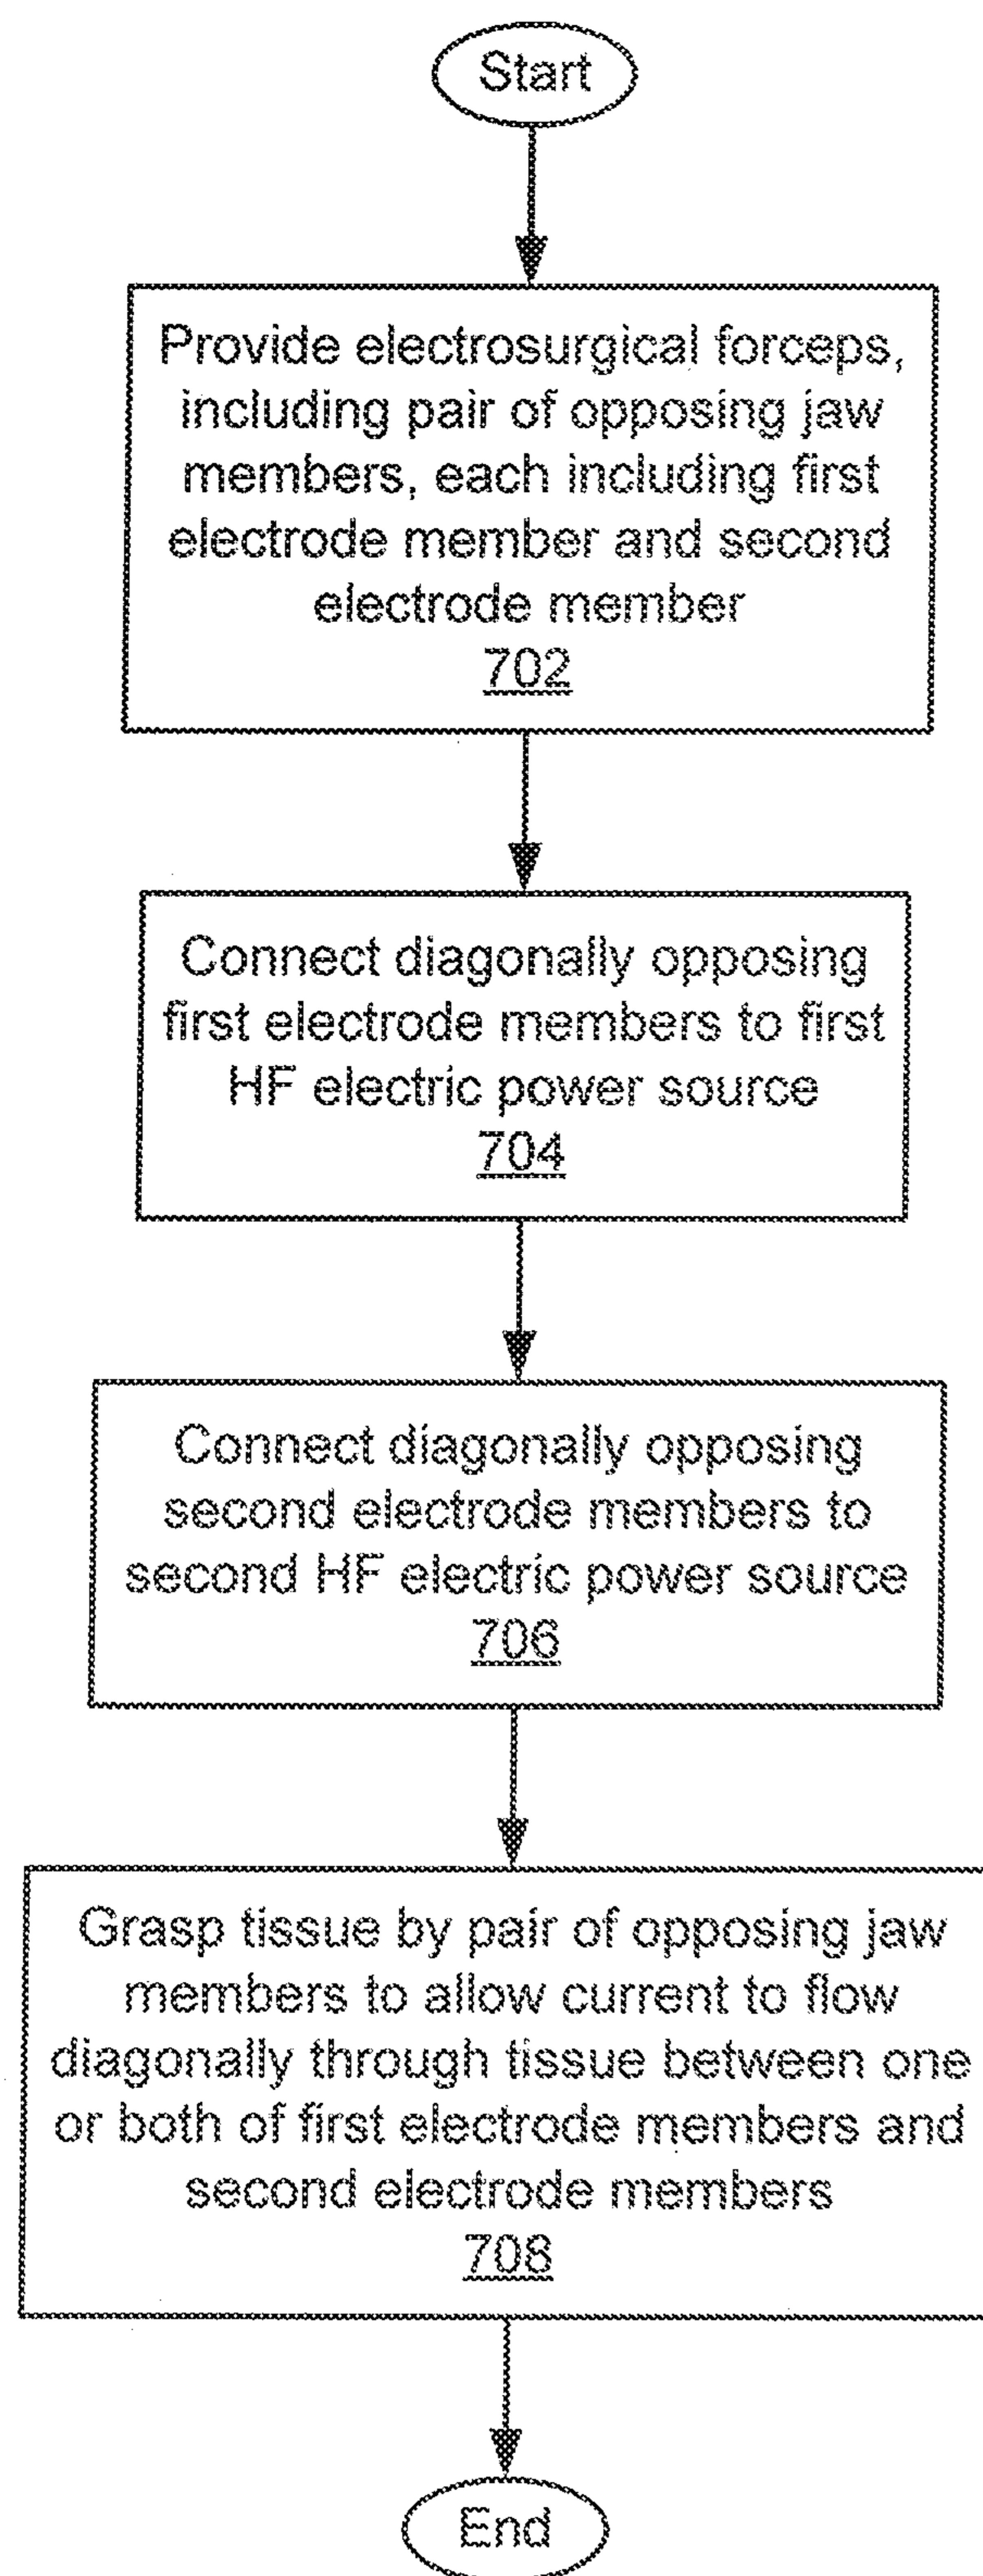 Start
Provide electrosurgical forceps,
including pair of opposing jaw
members, each including first
electrode member and second
electrode member
702
Connect diagonally opposing
first electrode members to first
HF electric power source
704
Connect diagonally opposing
second electrode members to
second HF electric power source
706
Grasp tissue by pair of opposing jaw
members to allow current to flow
diagonally through tissue between one
or both of first electrode members and
second electrode members
708
End